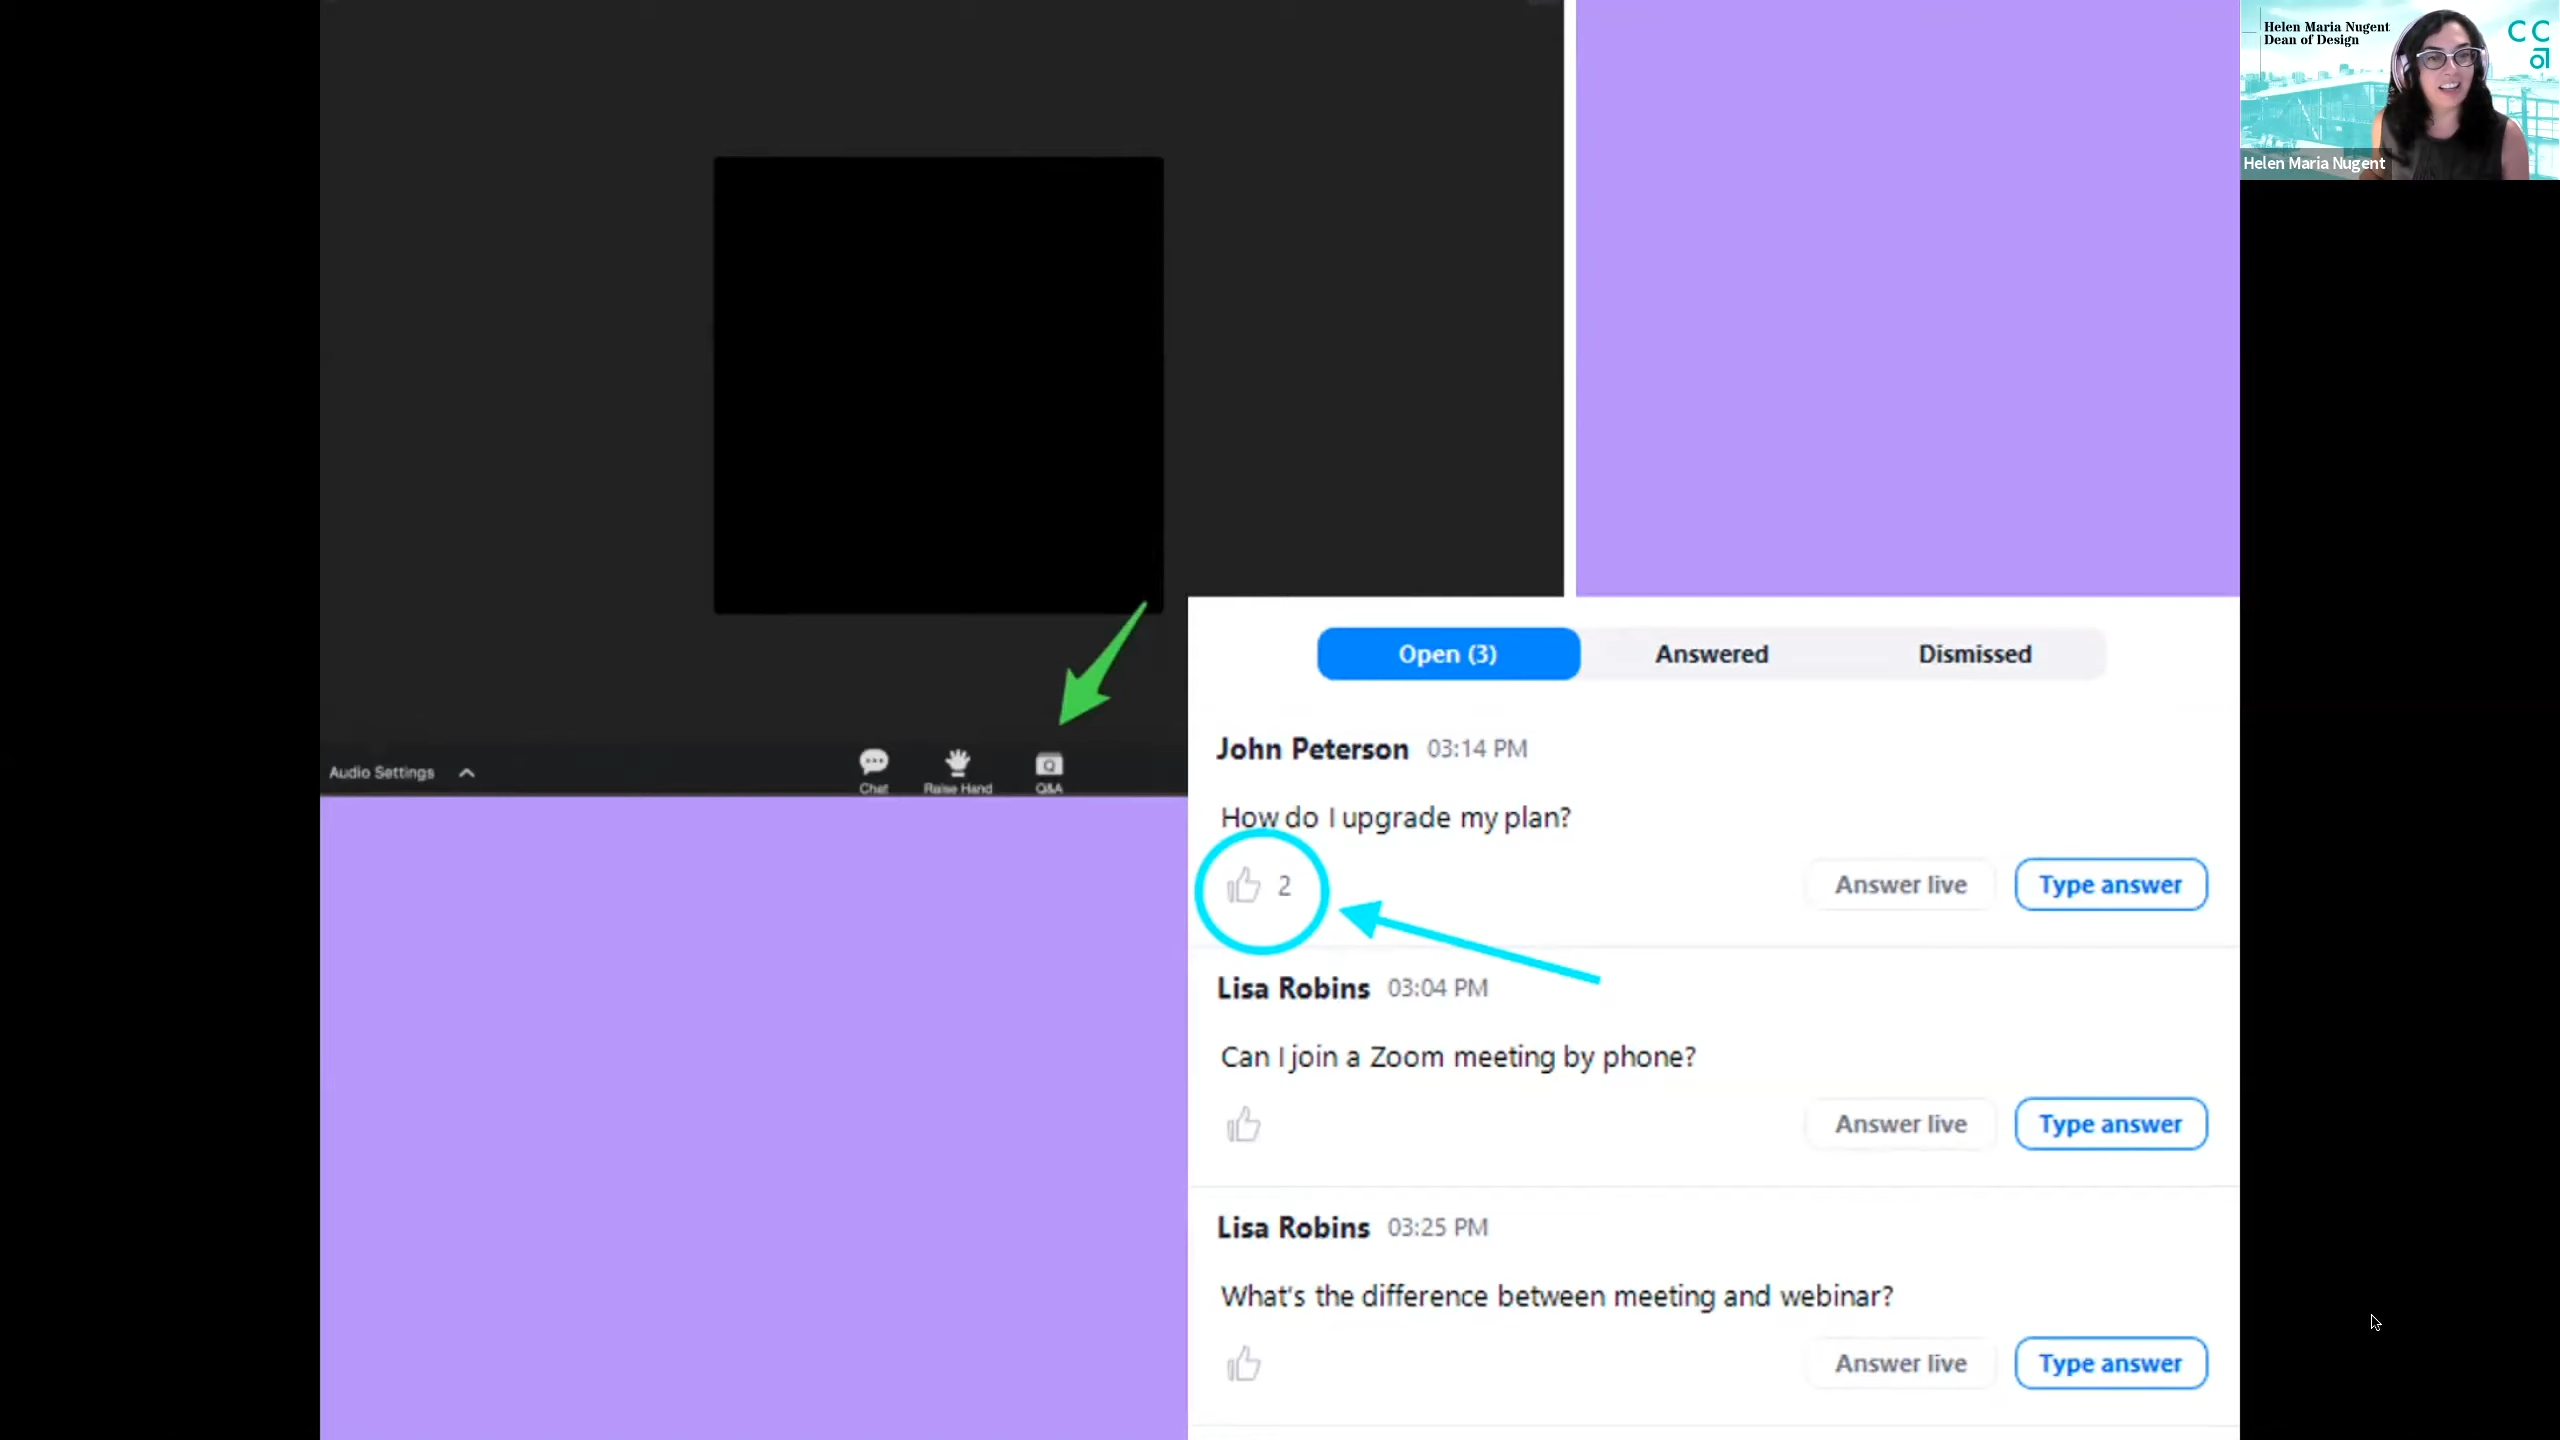 Helen Maria Nugent
Dean of Design
CC
a
Helen Maria Nugent
Audio Settings
Chat
Raise Hand
Q&A
Open (3)
Answered
Dismissed
John Peterson 03:14 PM
How do I upgrade my plan?
2
Answer live
Type answer
Lisa Robins 03:04 PM
Can I join a Zoom meeting by phone?
Answer live
Type answer
Lisa Robins 03:25 PM
What's the difference between meeting and webinar?
Answer live
Type answer